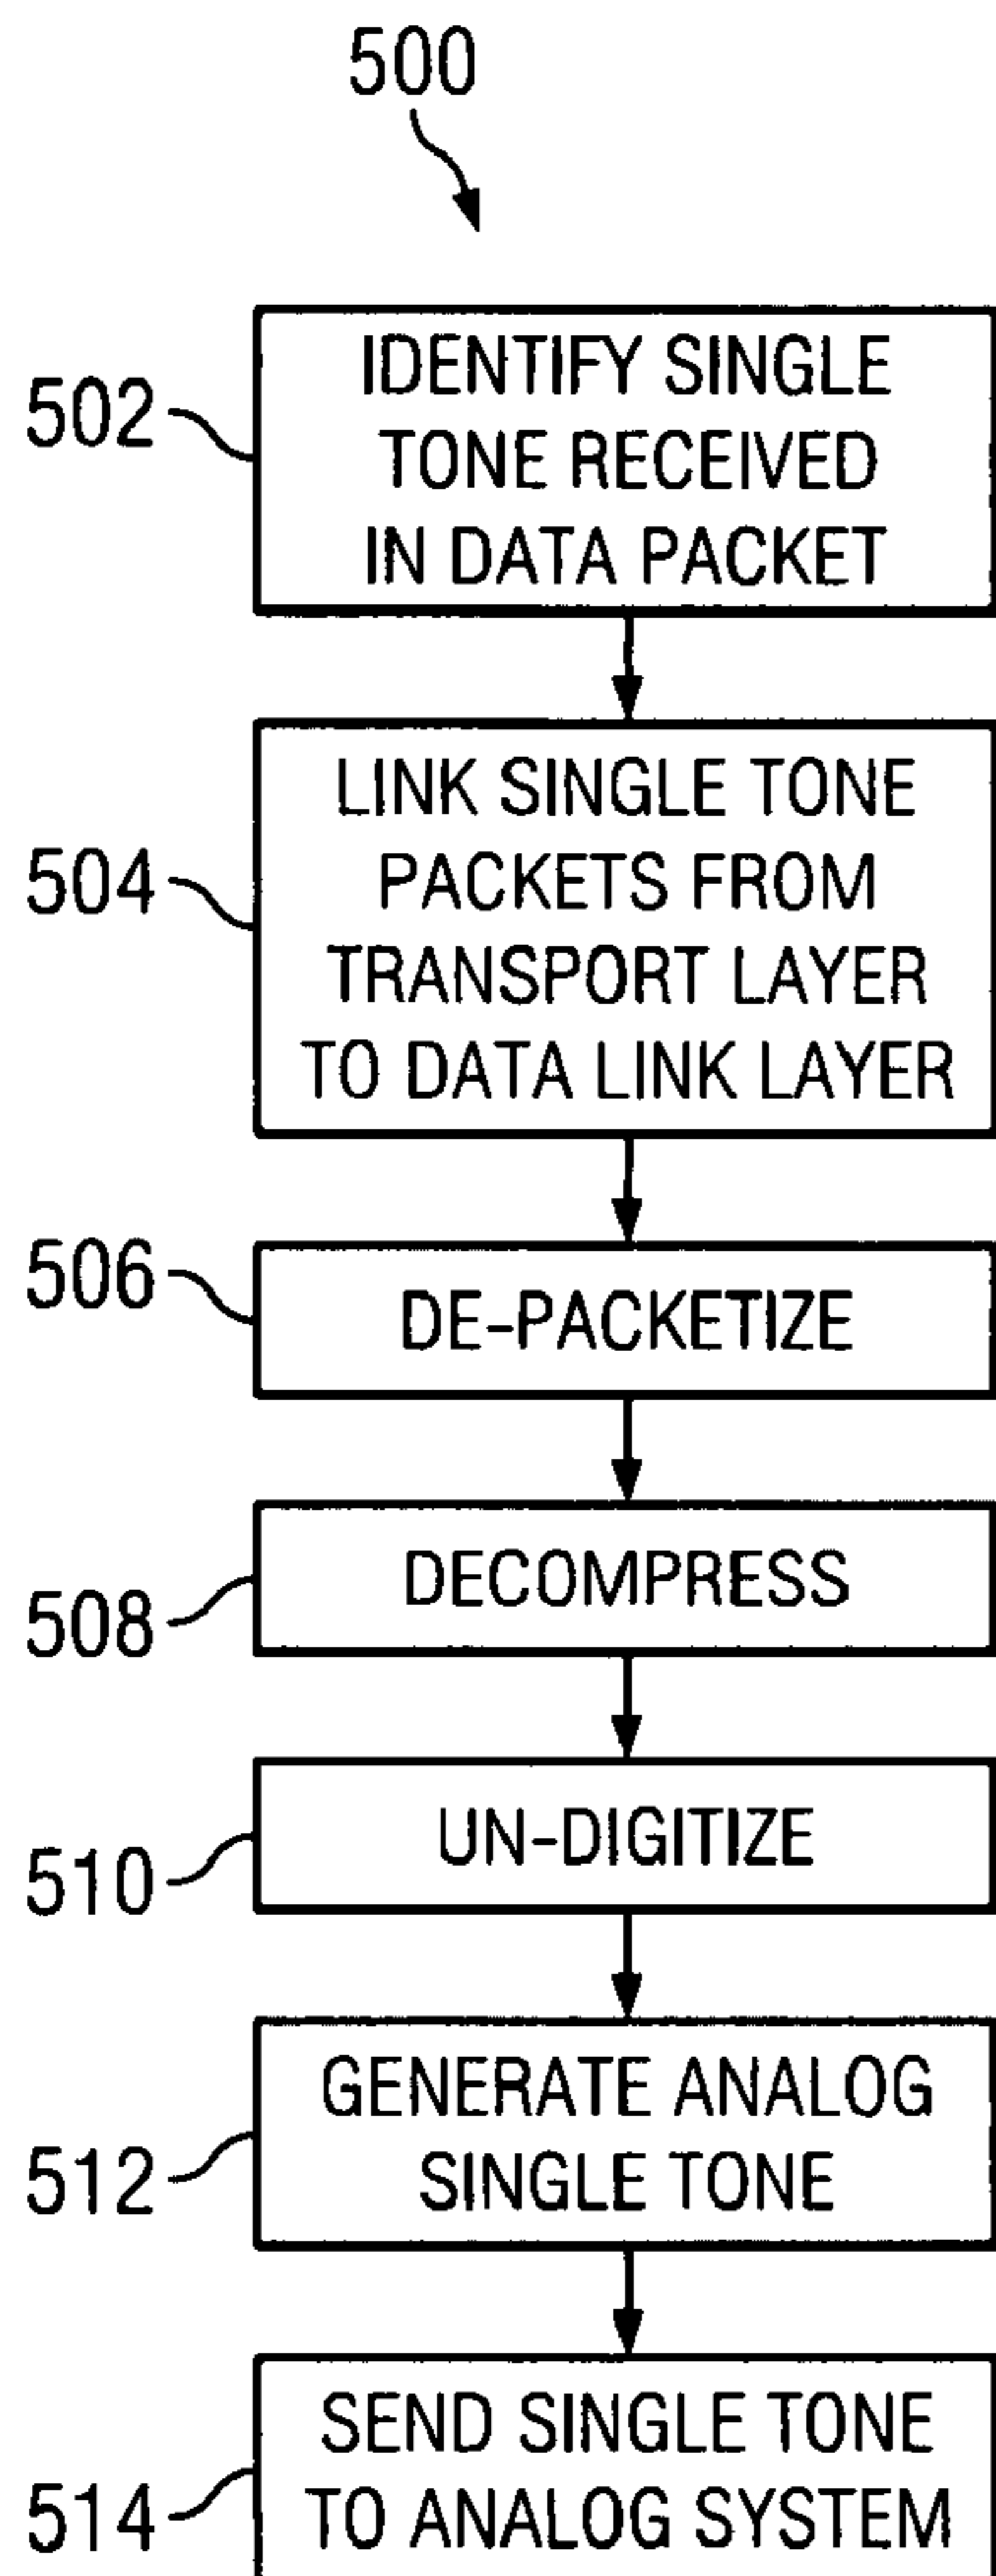 500
502
IDENTIFY SINGLE
TONE RECEIVED
IN DATA PACKET
504
LINK SINGLE TONE
PACKETS FROM
TRANSPORT LAYER
TO DATA LINK LAYER
506
DE-PACKETIZE
508
DECOMPRESS
510
UN-DIGITIZE
512
GENERATE ANALOG
SINGLE TONE
514
SEND SINGLE TONE
TO ANALOG SYSTEM